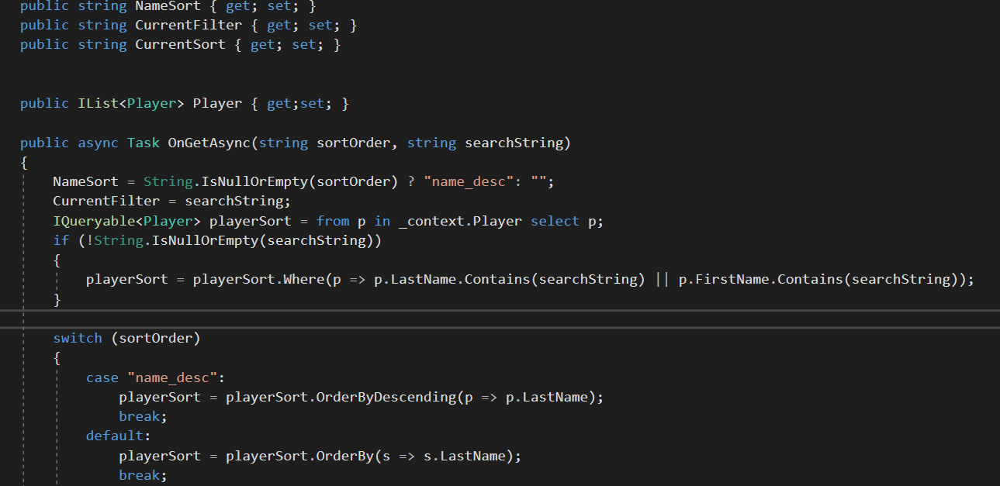 public string NameSort { get; set; }
public string CurrentFilter { get; set; }
public string CurrentSort { get; set; }
public IList<Player> Player { get;set; }
public async Task OnGetAsync(string sortOrder, string searchString)
{
NameSort = String.IsNullOrEmpty(sortOrder) ? "name_desc": "";
CurrentFilter = searchString;
IQueryable<Player> playerSort = from p in _context.Player select p;
if (!String.IsNullOrEmpty(searchString))
{
playerSort = playerSort.Where(p => p.LastName.Contains(searchString) || p.FirstName.Contains(searchString));
}
switch (sortOrder)
{
case "name_desc":
playerSort = playerSort.OrderByDescending(p => p.LastName);
break;
default:
playerSort = playerSort.OrderBy(s => s.LastName);
break;